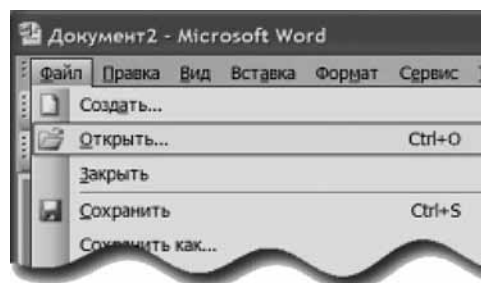 Документ2 - Microsoft Word
Файл Правка Вид Вставка Формат Сервис
Создать...
Открыть... Ctrl+O
Закрыть
Сохранить Ctrl+S
Сохранить как...